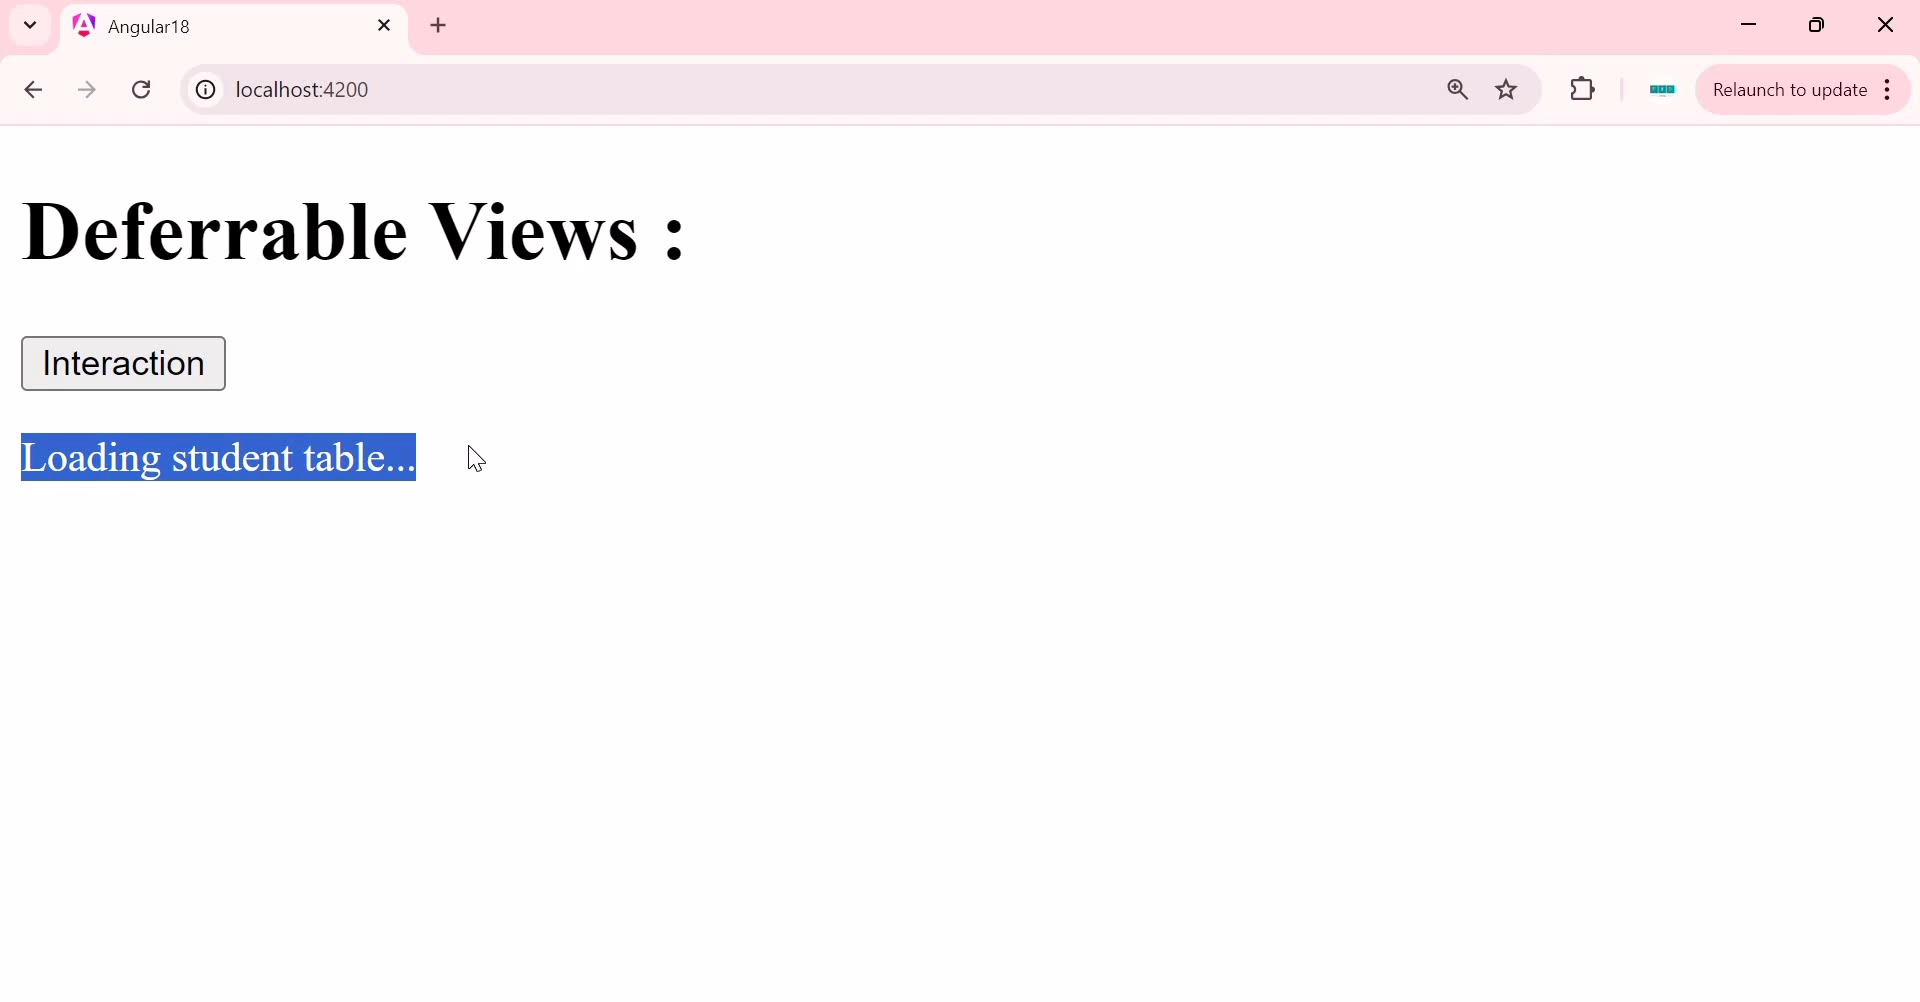 Angular18
localhost:4200
Relaunch to update
Deferrable Views :
Interaction
Loading student table...